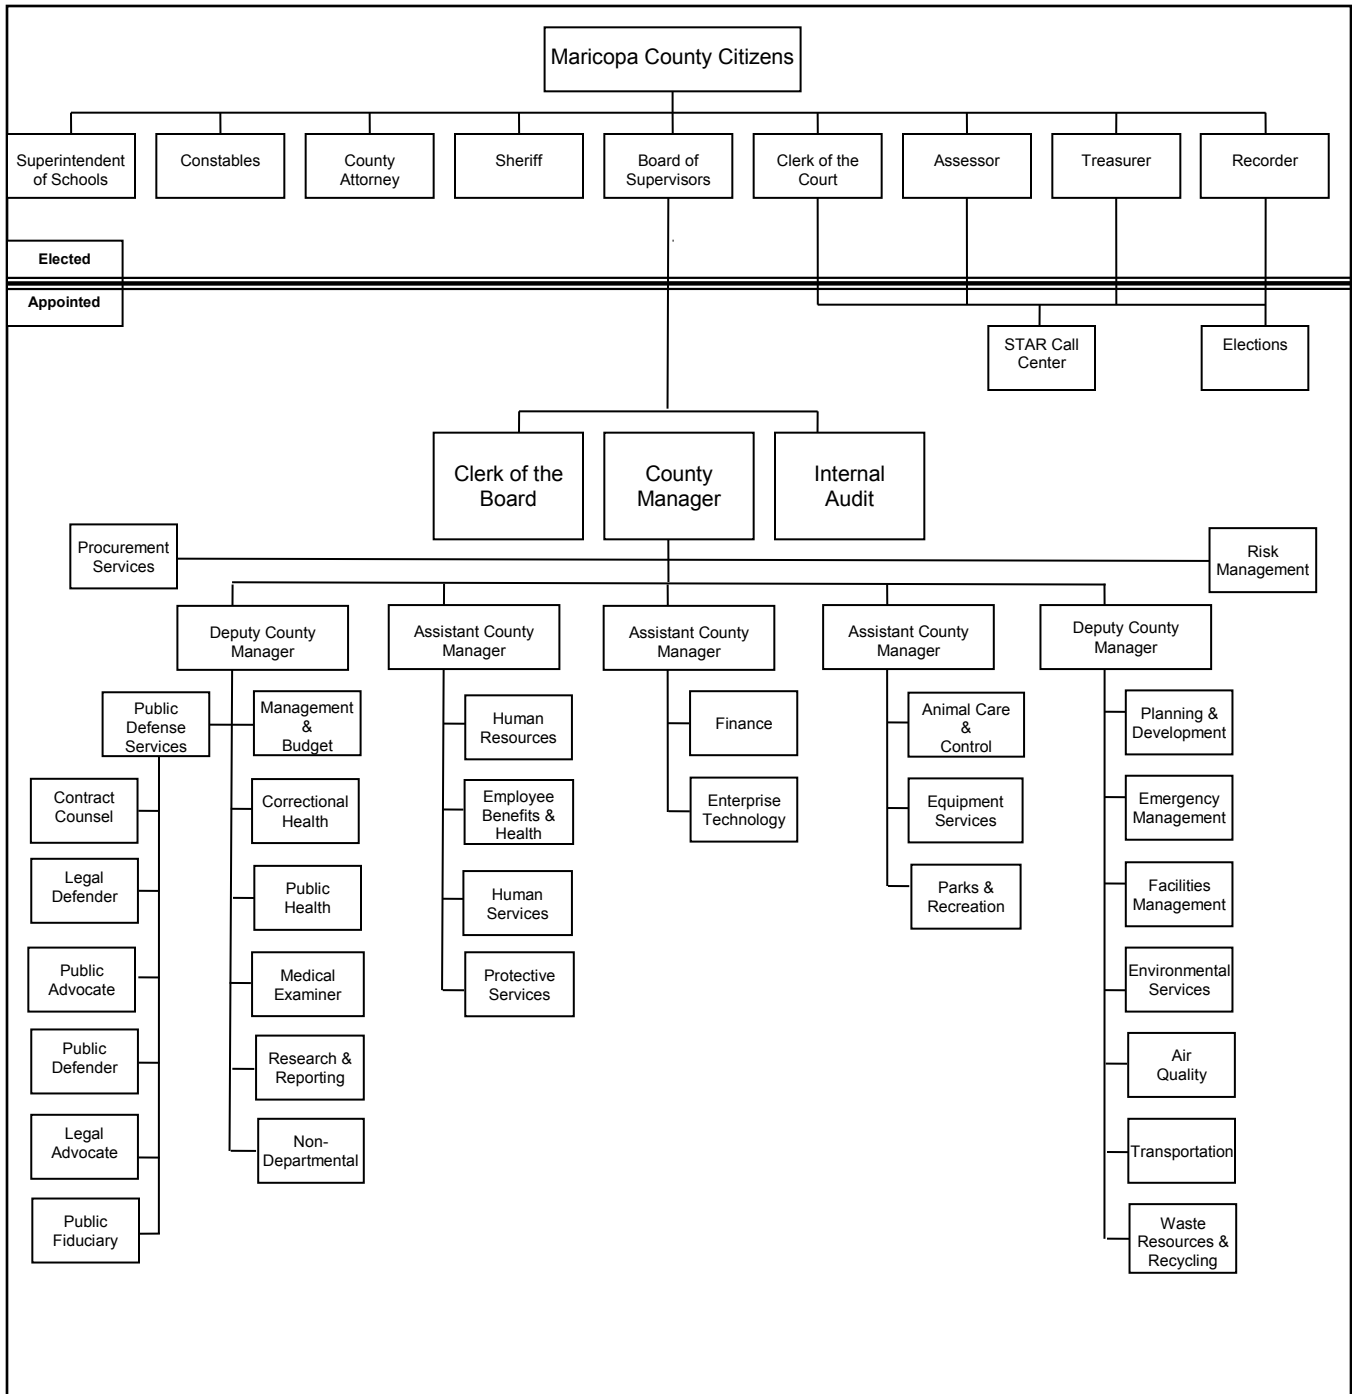 Maricopa County Citizens
Superintendent
of Schools
Constables
County
Attorney
Sheriff
Board of
Supervisors
Clerk of the
Court
Assessor
Treasurer
Recorder
Elected
Appointed
STAR Call
Center
Elections
Clerk of the
Board
County
Manager
Internal
Audit
Procurement
Services
Risk
Management
Deputy County
Manager
Assistant County
Manager
Assistant County
Manager
Assistant County
Manager
Deputy County
Manager
Public
Defense
Services
Management
&
Budget
Contract
Counsel
Legal
Defender
Public
Advocate
Public
Defender
Legal
Advocate
Public
Fiduciary
Correctional
Health
Public
Health
Medical
Examiner
Research &
Reporting
Non-
Departmental
Human
Resources
Employee
Benefits &
Health
Human
Services
Protective
Services
Finance
Enterprise
Technology
Animal Care
&
Control
Equipment
Services
Parks &
Recreation
Planning &
Development
Emergency
Management
Facilities
Management
Environmental
Services
Air
Quality
Transportation
Waste
Resources &
Recycling